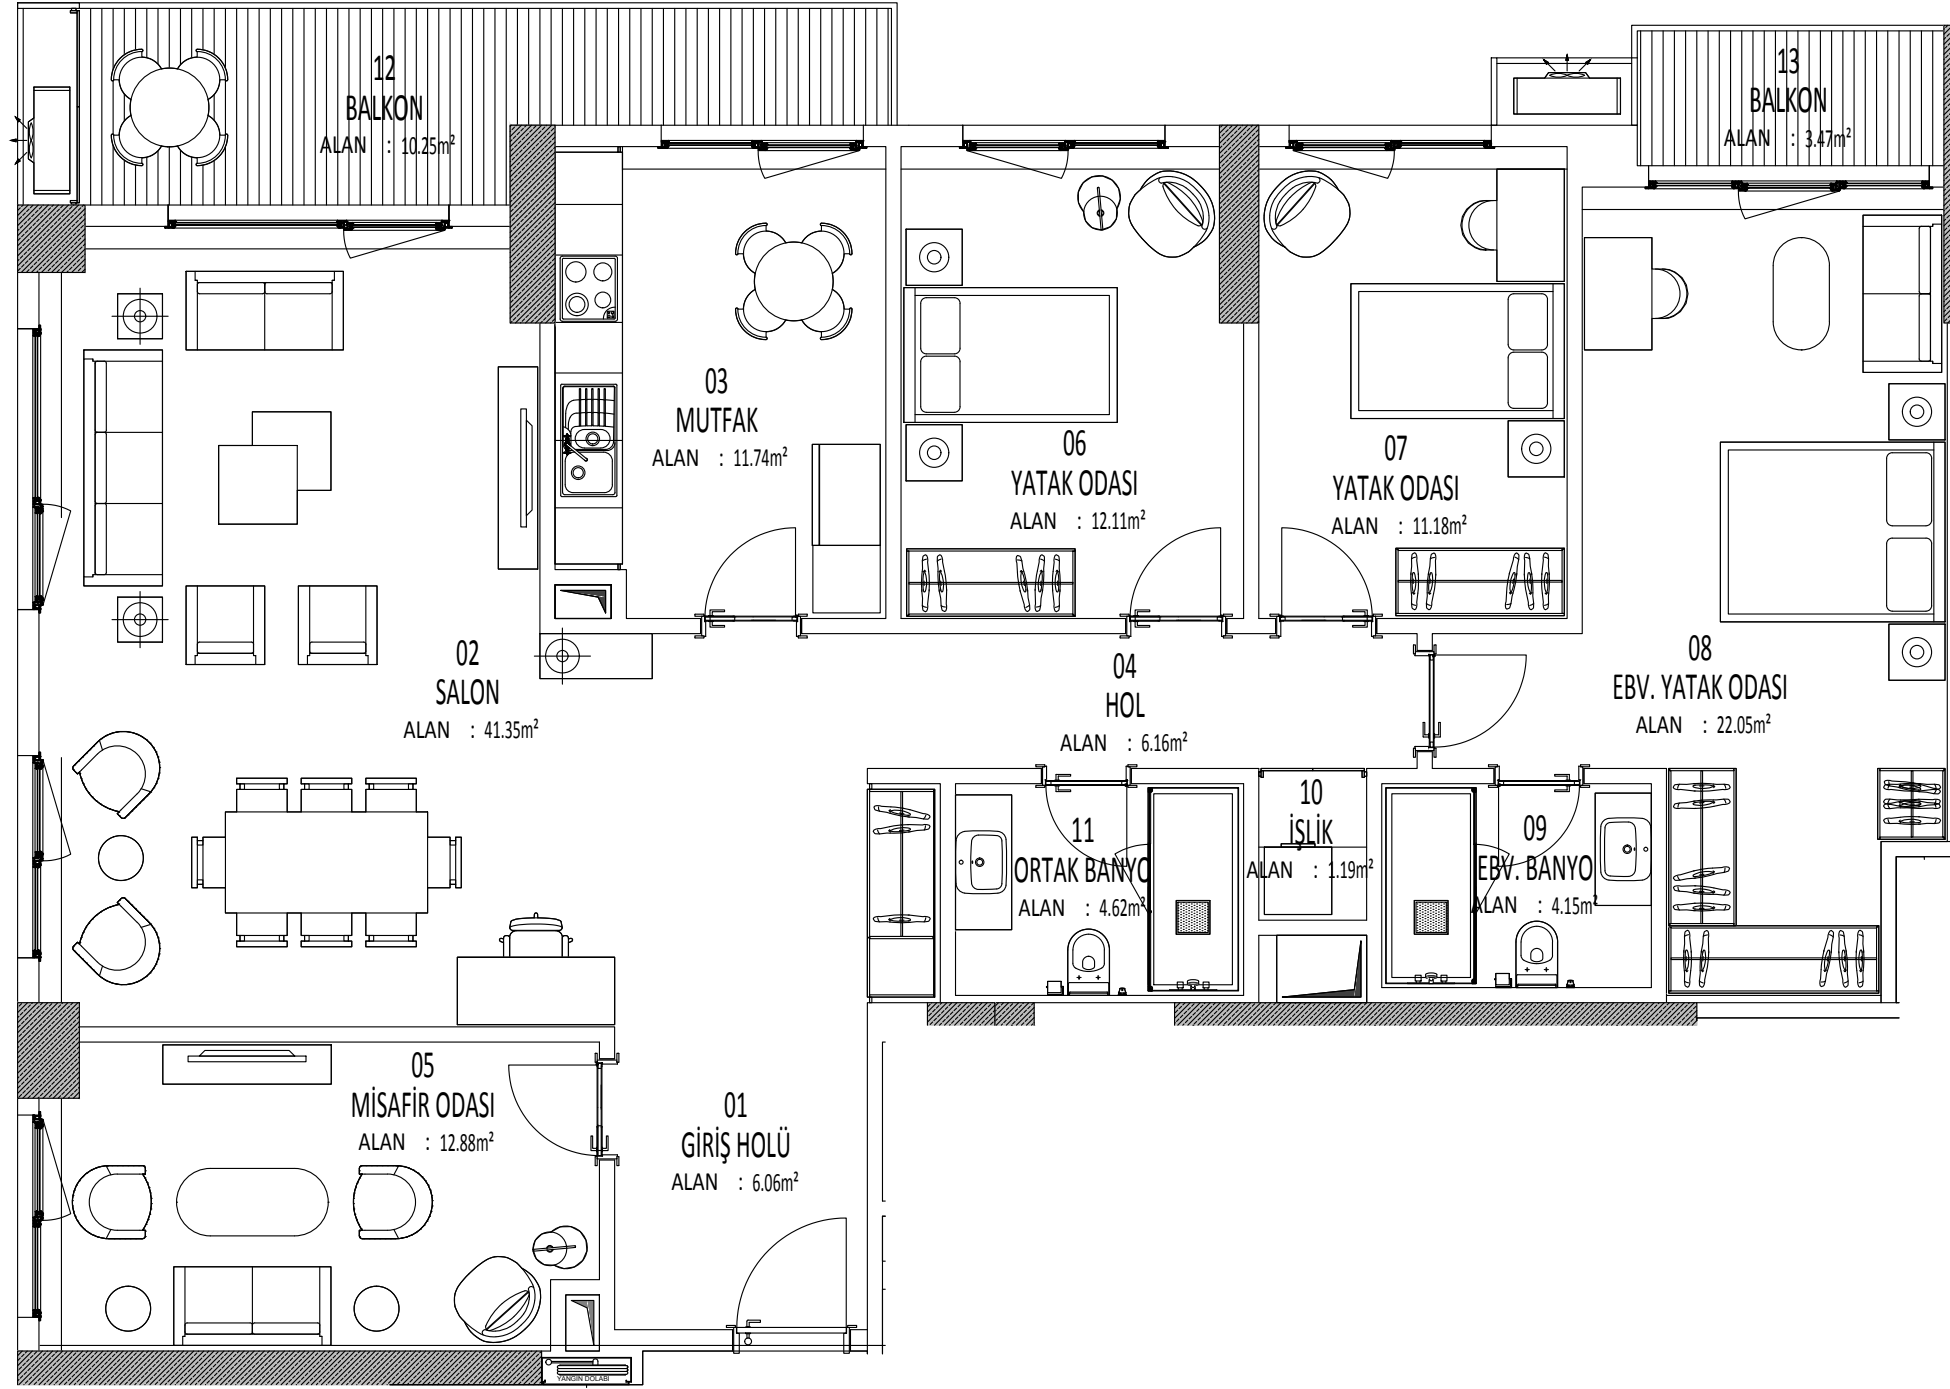 12
BALKON
ALAN : 10.25m²
13
BALKON
ALAN : 3.47m²
03
MUTFAK
ALAN : 11.74m²
06
YATAK ODASI
ALAN : 12.11m²
07
YATAK ODASI
ALAN : 11.18m²
02
SALON
ALAN : 41.35m²
04
HOL
ALAN : 6.16m²
08
EBV. YATAK ODASI
ALAN : 22.05m²
11
ORTAK BANYO
ALAN : 4.62m²
10
İŞLİK
ALAN : 1.19m²
09
EBV. BANYO
ALAN : 4.15m²
05
MİSAFİR ODASI
ALAN : 12.88m²
01
GİRİŞ HOLÜ
ALAN : 6.06m²
YANGIN DOLABI